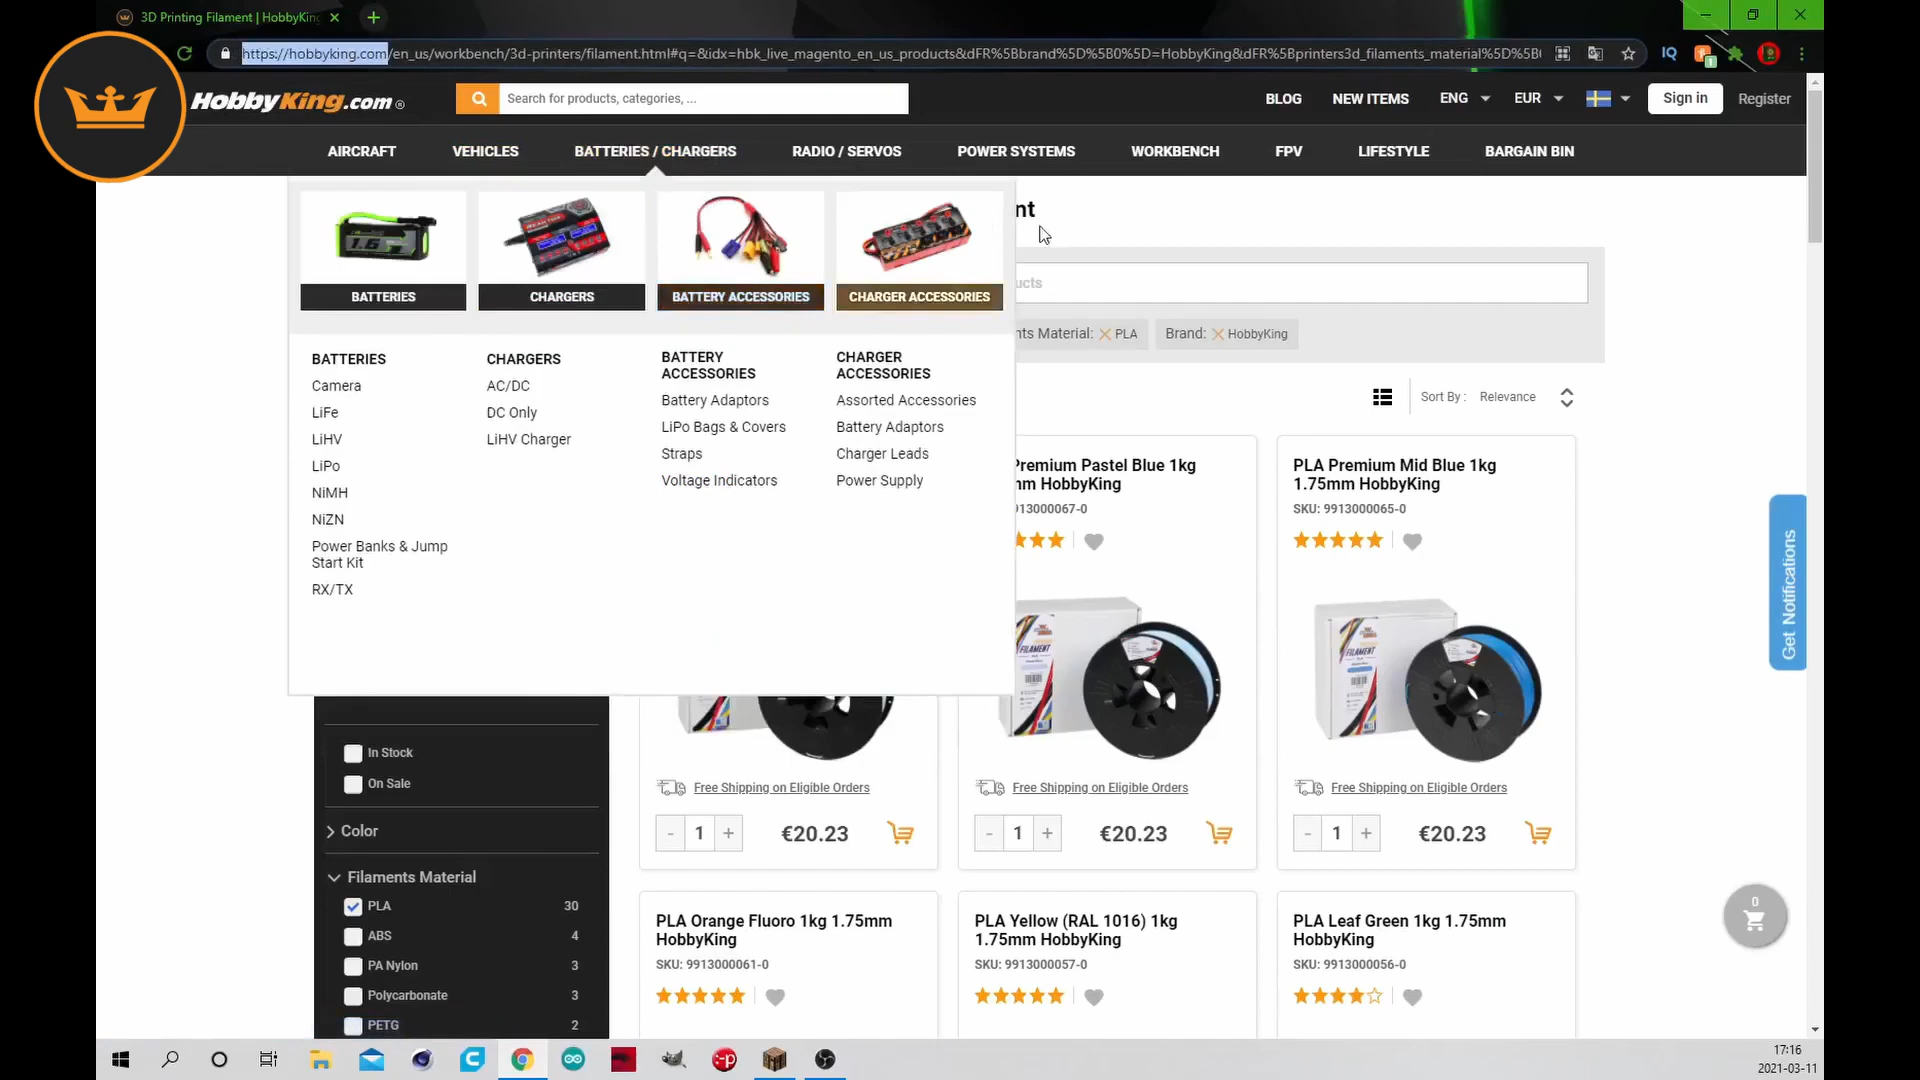 3D Printing Filament | HobbyKing
https://hobbyking.com/en_us/workbench/3d-printers/filament.html#q=&idx=hbk_live_magento_en_us_products&dFR%5Bbrand%5D%5B0%5D=HobbyKing&dFR%5Bprinters3d_filaments_material%5D%5B
HobbyKing.com®
Search for products, categories, ...
BLOG
NEW ITEMS
ENG
EUR
Sign in
Register
AIRCRAFT
VEHICLES
BATTERIES / CHARGERS
RADIO / SERVOS
POWER SYSTEMS
WORKBENCH
FPV
LIFESTYLE
BARGAIN BIN
nt
1.6
BATTERIES
CHARGERS
BATTERY ACCESSORIES
CHARGER ACCESSORIES
ucts
nts Material: PLA
Brand: HobbyKing
BATTERIES
Camera
LiFe
LiHV
LiPo
NiMH
NiZN
Power Banks & Jump
Start Kit
RX/TX
CHARGERS
AC/DC
DC Only
LiHV Charger
BATTERY
ACCESSORIES
Battery Adaptors
LiPo Bags & Covers
Straps
Voltage Indicators
CHARGER
ACCESSORIES
Assorted Accessories
Battery Adaptors
Charger Leads
Power Supply
Sort By : Relevance
Premium Pastel Blue 1kg
mm HobbyKing
913000067-0
PLA Premium Mid Blue 1kg
1.75mm HobbyKing
SKU: 9913000065-0
Get Notifications
FILAMENT
FILAMENT
In Stock
On Sale
Color
Filaments Material
PLA 30
ABS 4
PA Nylon 3
Polycarbonate 3
PETG 2
Free Shipping on Eligible Orders
- 1 + €20.23
Free Shipping on Eligible Orders
- 1 + €20.23
Free Shipping on Eligible Orders
- 1 + €20.23
PLA Orange Fluoro 1kg 1.75mm
HobbyKing
SKU: 9913000061-0
PLA Yellow (RAL 1016) 1kg
1.75mm HobbyKing
SKU: 9913000057-0
PLA Leaf Green 1kg 1.75mm
HobbyKing
SKU: 9913000056-0
0
17:16
2021-03-11